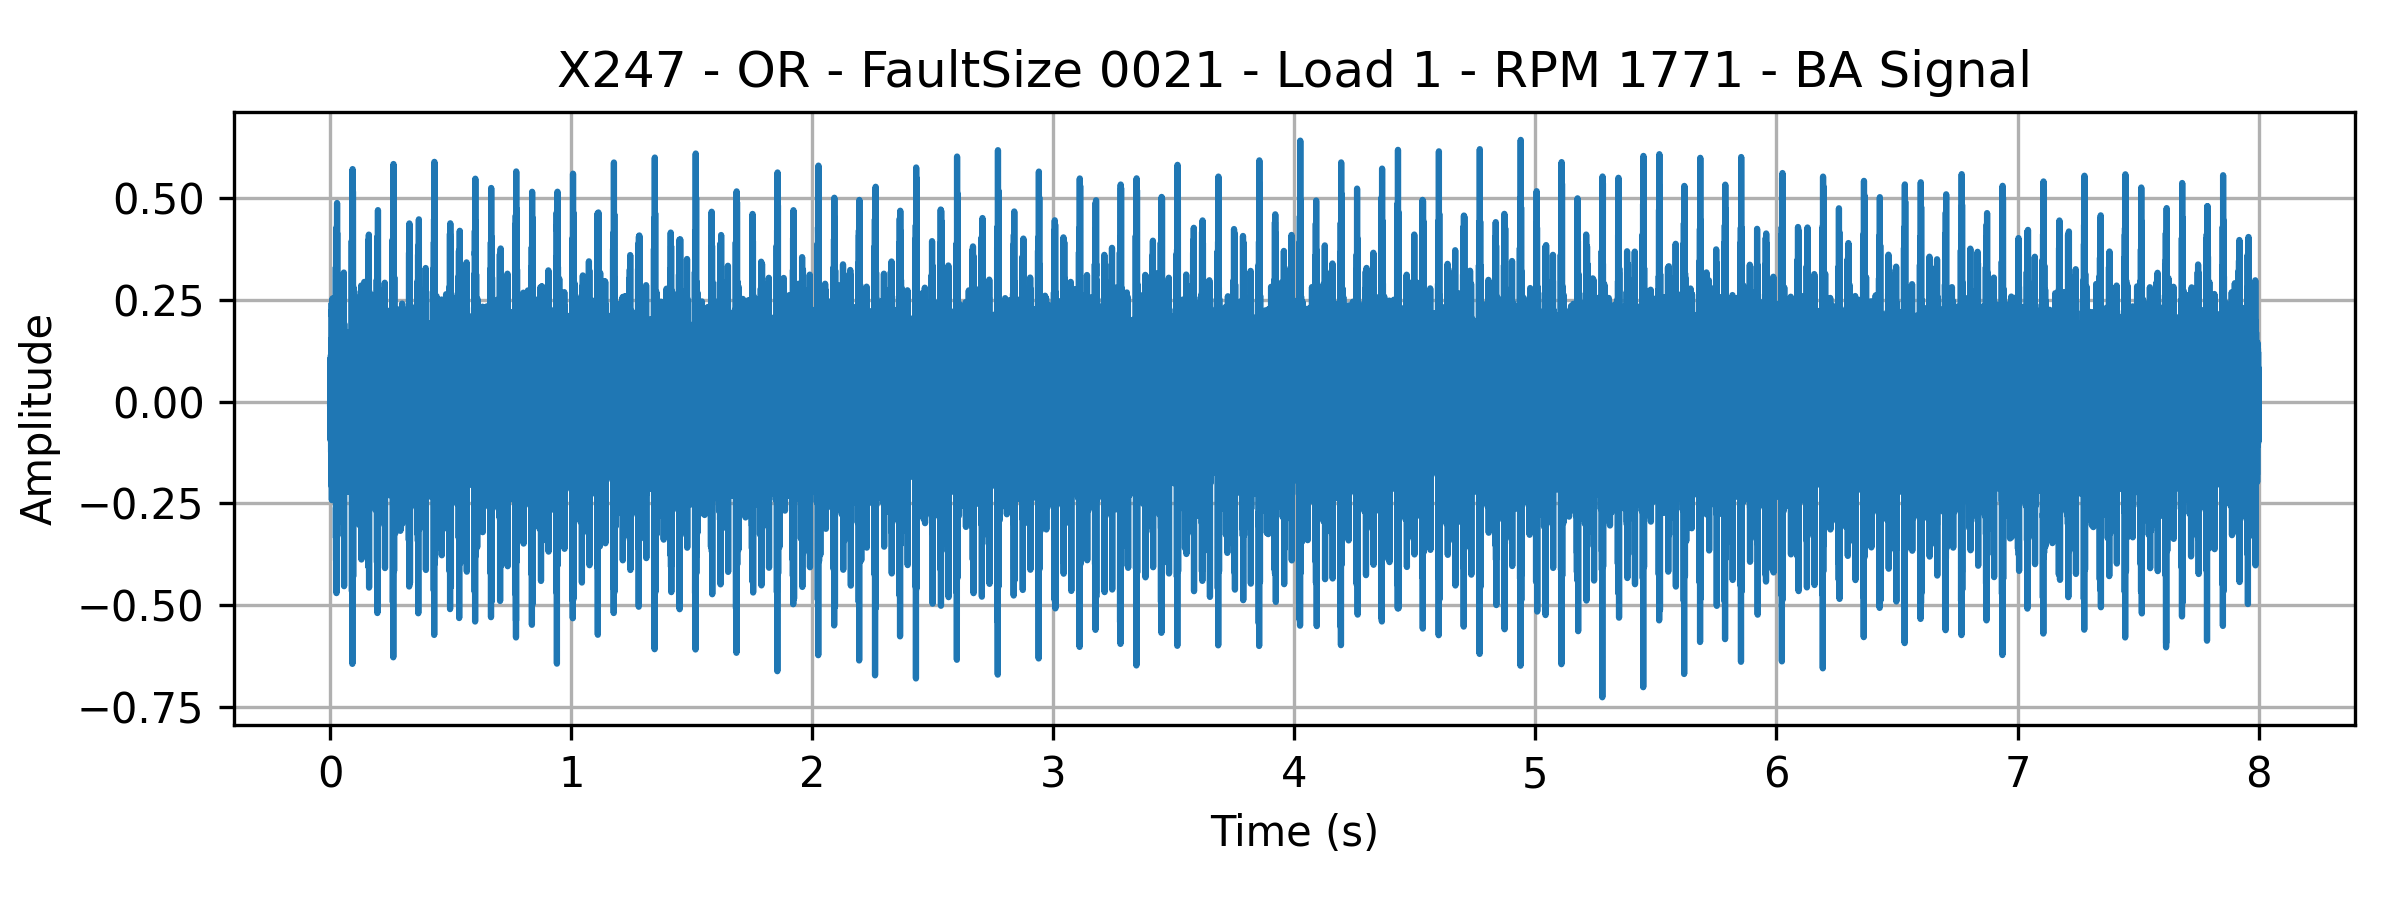 X247 - OR - FaultSize 0021 - Load 1 - RPM 1771 - BA Signal
Amplitude
0.50
0.25
0.00
−0.25
−0.50
−0.75
0 1 2 3 4 5 6 7 8
Time (s)